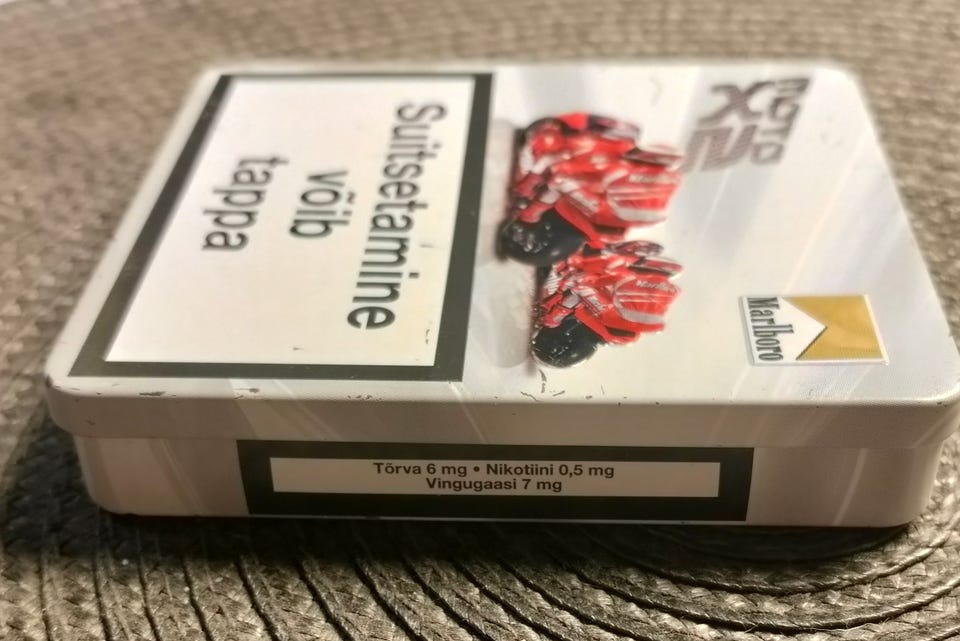 MOTO
X2
Marlboro
Suitsetamine
võib
tappa
Tõrva 6 mg • Nikotiini 0,5 mg
Vingugaasi 7 mg